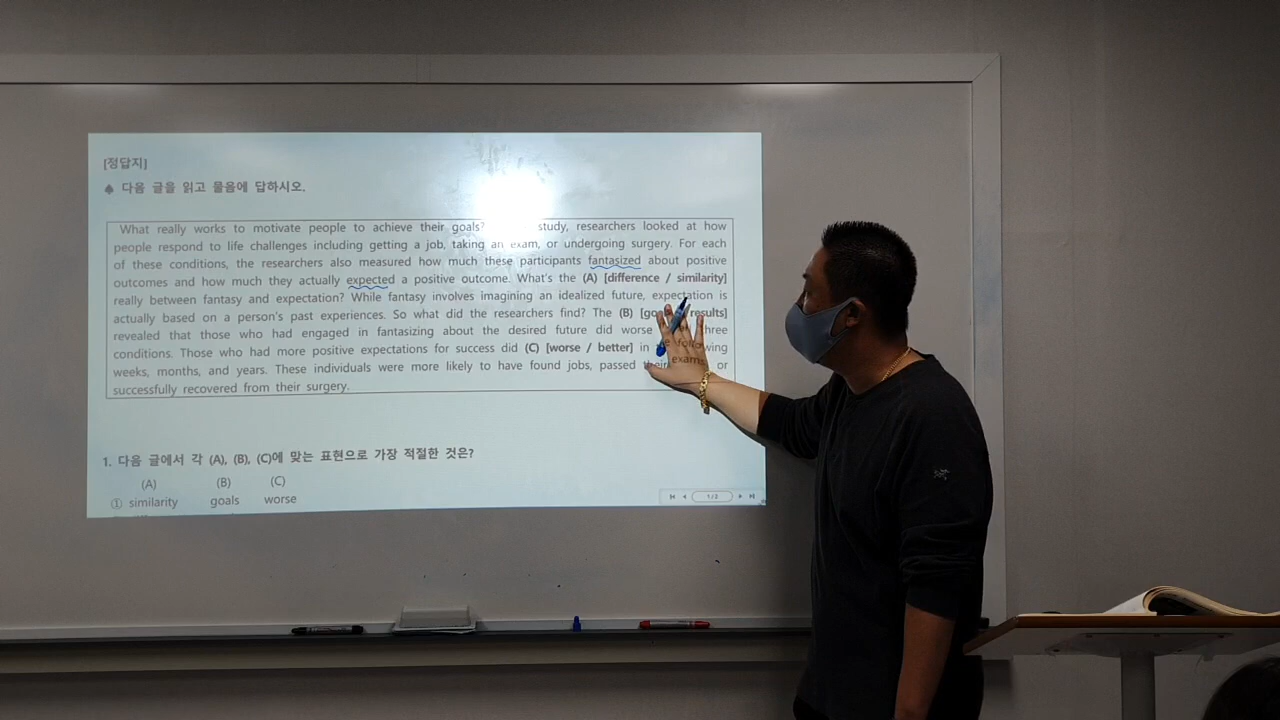 [정답지]
♠ 다음 글을 읽고 물음에 답하시오.
What really works to motivate people to achieve their goals? study, researchers looked at how
people respond to life challenges including getting a job, taking an exam, or undergoing surgery. For each
of these conditions, the researchers also measured how much these participants fantasized about positive
outcomes and how much they actually expected a positive outcome. What's the (A) [difference / similarity]
really between fantasy and expectation? While fantasy involves imagining an idealized future, expectation is
actually based on a person's past experiences. So what did the researchers find? The (B) results]
revealed that those who had engaged in fantasizing about the desired future did worse
conditions. Those who had more positive expectations for success did (C) [worse / better] in
weeks, months, and years. These individuals were more likely to have found jobs, passed their exams, or
successfully recovered from their surgery.
1. 다음 글에서 각 (A), (B), (C)에 맞는 표현으로 가장 적절한 것은?
(A) (B) (C)
① similarity goals worse